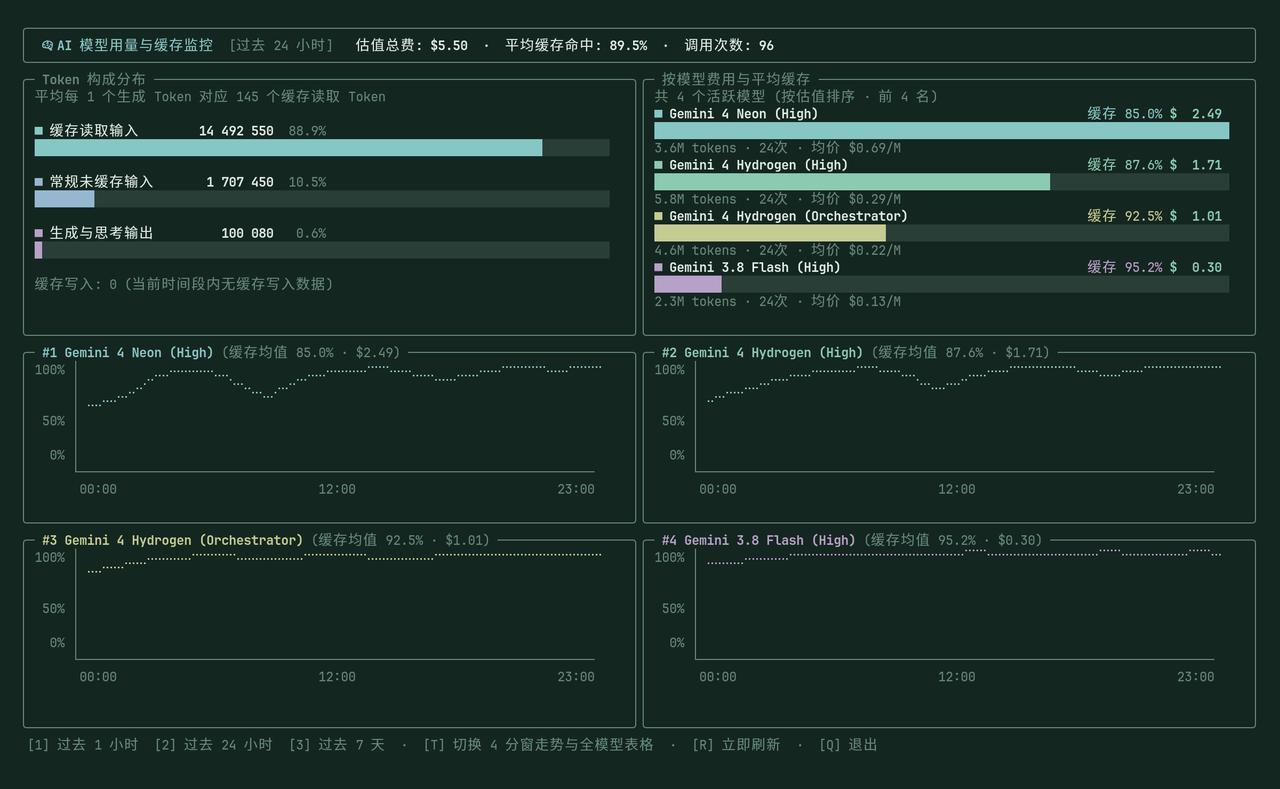 AI 模型用量与缓存监控 [过去 24 小时] 估值总费: $5.50 · 平均缓存命中: 89.5% · 调用次数: 96
Token 构成分布
平均每 1 个生成 Token 对应 145 个缓存读取 Token
缓存读取输入 14 492 550 88.9%
常规未缓存输入 1 707 450 10.5%
生成与思考输出 100 080 0.6%
缓存写入: 0 (当前时间段内无缓存写入数据)
按模型费用与平均缓存
共 4 个活跃模型 (按估值排序 · 前 4 名)
Gemini 4 Neon (High) 缓存 85.0% $ 2.49
3.6M tokens · 24次 · 均价 $0.69/M
Gemini 4 Hydrogen (High) 缓存 87.6% $ 1.71
5.8M tokens · 24次 · 均价 $0.29/M
Gemini 4 Hydrogen (Orchestrator) 缓存 92.5% $ 1.01
4.6M tokens · 24次 · 均价 $0.22/M
Gemini 3.8 Flash (High) 缓存 95.2% $ 0.30
2.3M tokens · 24次 · 均价 $0.13/M
#1 Gemini 4 Neon (High) (缓存均值 85.0% · $2.49)
100%
50%
0%
00:00 12:00 23:00
#2 Gemini 4 Hydrogen (High) (缓存均值 87.6% · $1.71)
100%
50%
0%
00:00 12:00 23:00
#3 Gemini 4 Hydrogen (Orchestrator) (缓存均值 92.5% · $1.01)
100%
50%
0%
00:00 12:00 23:00
#4 Gemini 3.8 Flash (High) (缓存均值 95.2% · $0.30)
100%
50%
0%
00:00 12:00 23:00
[1] 过去 1 小时 [2] 过去 24 小时 [3] 过去 7 天 · [T] 切换 4 分窗走势与全模型表格 · [R] 立即刷新 · [Q] 退出